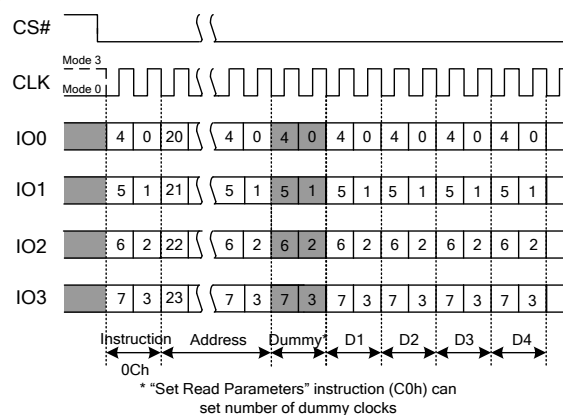 CS#
Mode 3
CLK
Mode 0
IO0 4 0 20 4 0 4 0 4 0 4 0 4 0 4 0
IO1 5 1 21 5 1 5 1 5 1 5 1 5 1 5 1
IO2 6 2 22 6 2 6 2 6 2 6 2 6 2 6 2
IO3 7 3 23 7 3 7 3 7 3 7 3 7 3 7 3
Instruction Address Dummy* D1 D2 D3 D4
0Ch
* “Set Read Parameters” instruction (C0h) can
set number of dummy clocks